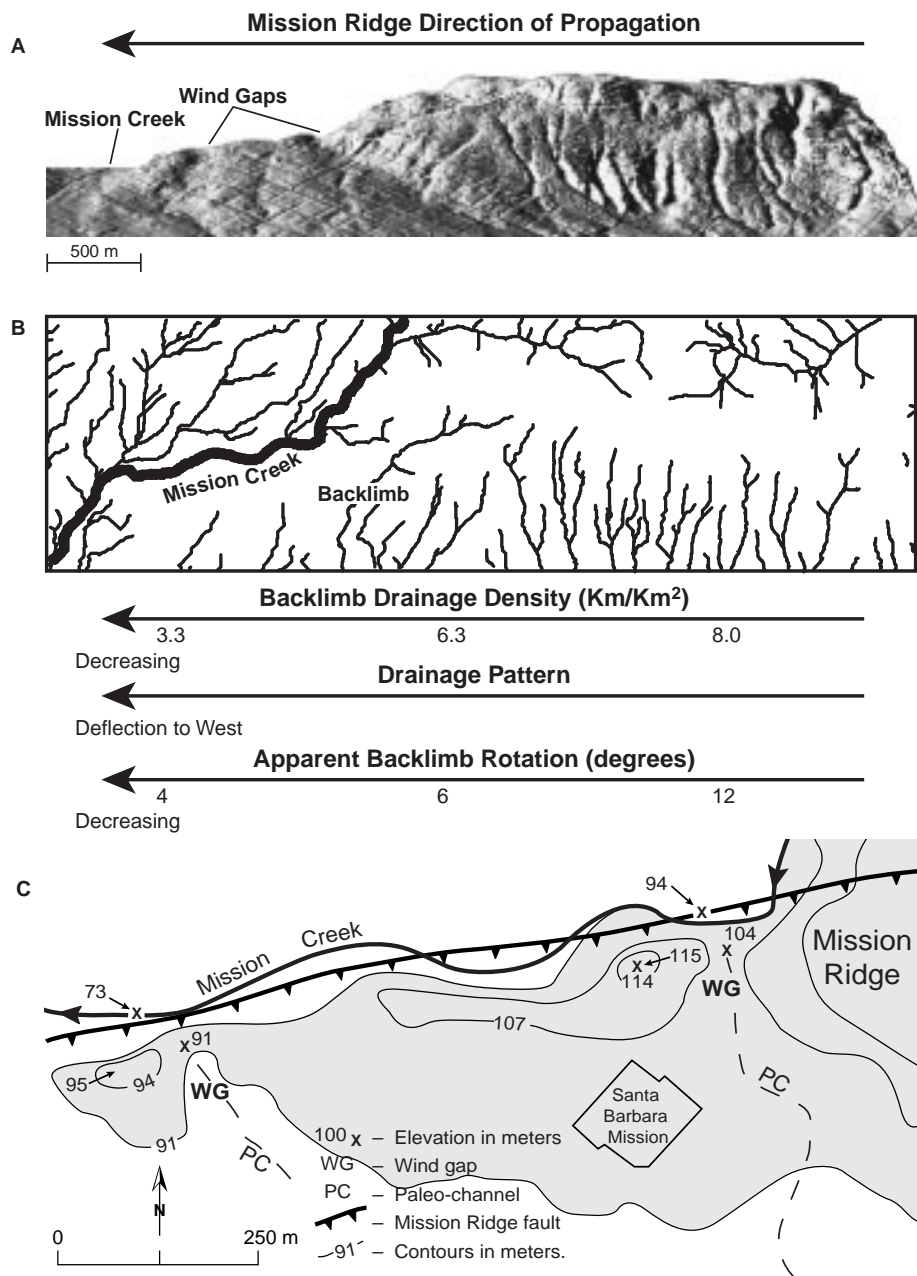 Mission Ridge Direction of Propagation
A
Wind Gaps
Mission Creek
500 m
B
Mission Creek
Backlimb
Backlimb Drainage Density (Km/Km²)
3.3 6.3 8.0
Decreasing
Drainage Pattern
Deflection to West
Apparent Backlimb Rotation (degrees)
4 6 12
Decreasing
C
94
104
Mission
Ridge
Mission Creek
115
114
WG
73
107
91
95
94
WG
PC
Santa
Barbara
Mission
91
PC
100 x – Elevation in meters
WG – Wind gap
PC – Paleo-channel
– Mission Ridge fault
–91– – Contours in meters.
N
0 250 m